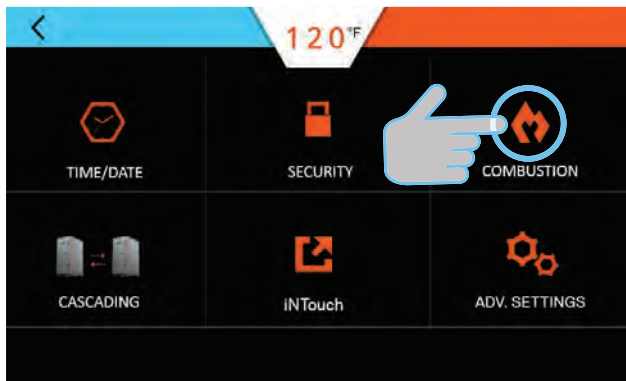 120°F
TIME/DATE
SECURITY
COMBUSTION
CASCADING
iNTouch
ADV. SETTINGS